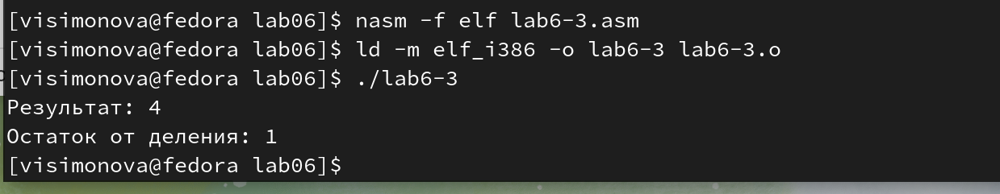 [visimonova@fedora lab06]$ nasm -f elf lab6-3.asm
[visimonova@fedora lab06]$ ld -m elf_i386 -o lab6-3 lab6-3.o
[visimonova@fedora lab06]$ ./lab6-3
Результат: 4
Остаток от деления: 1
[visimonova@fedora lab06]$